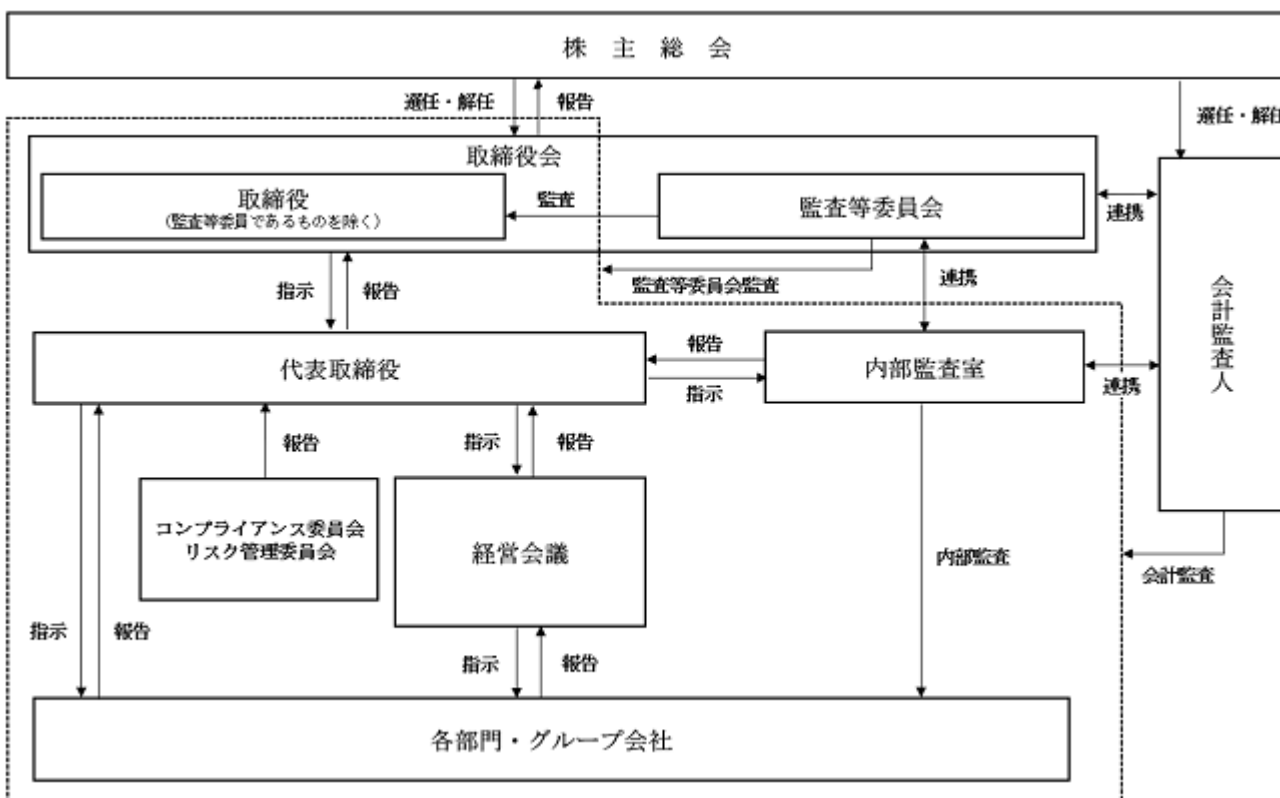 株主総会
選任・解任
報告
選任・解任
取締役会
取締役
(監査等委員であるものを除く)
監査
監査等委員会
連携
監査等委員会監査
連携
指示
報告
会計監査人
代表取締役
報告
指示
内部監査室
連携
報告
指示
報告
コンプライアンス委員会
リスク管理委員会
経営会議
内部監査
会計監査
指示
報告
指示
報告
各部門・グループ会社